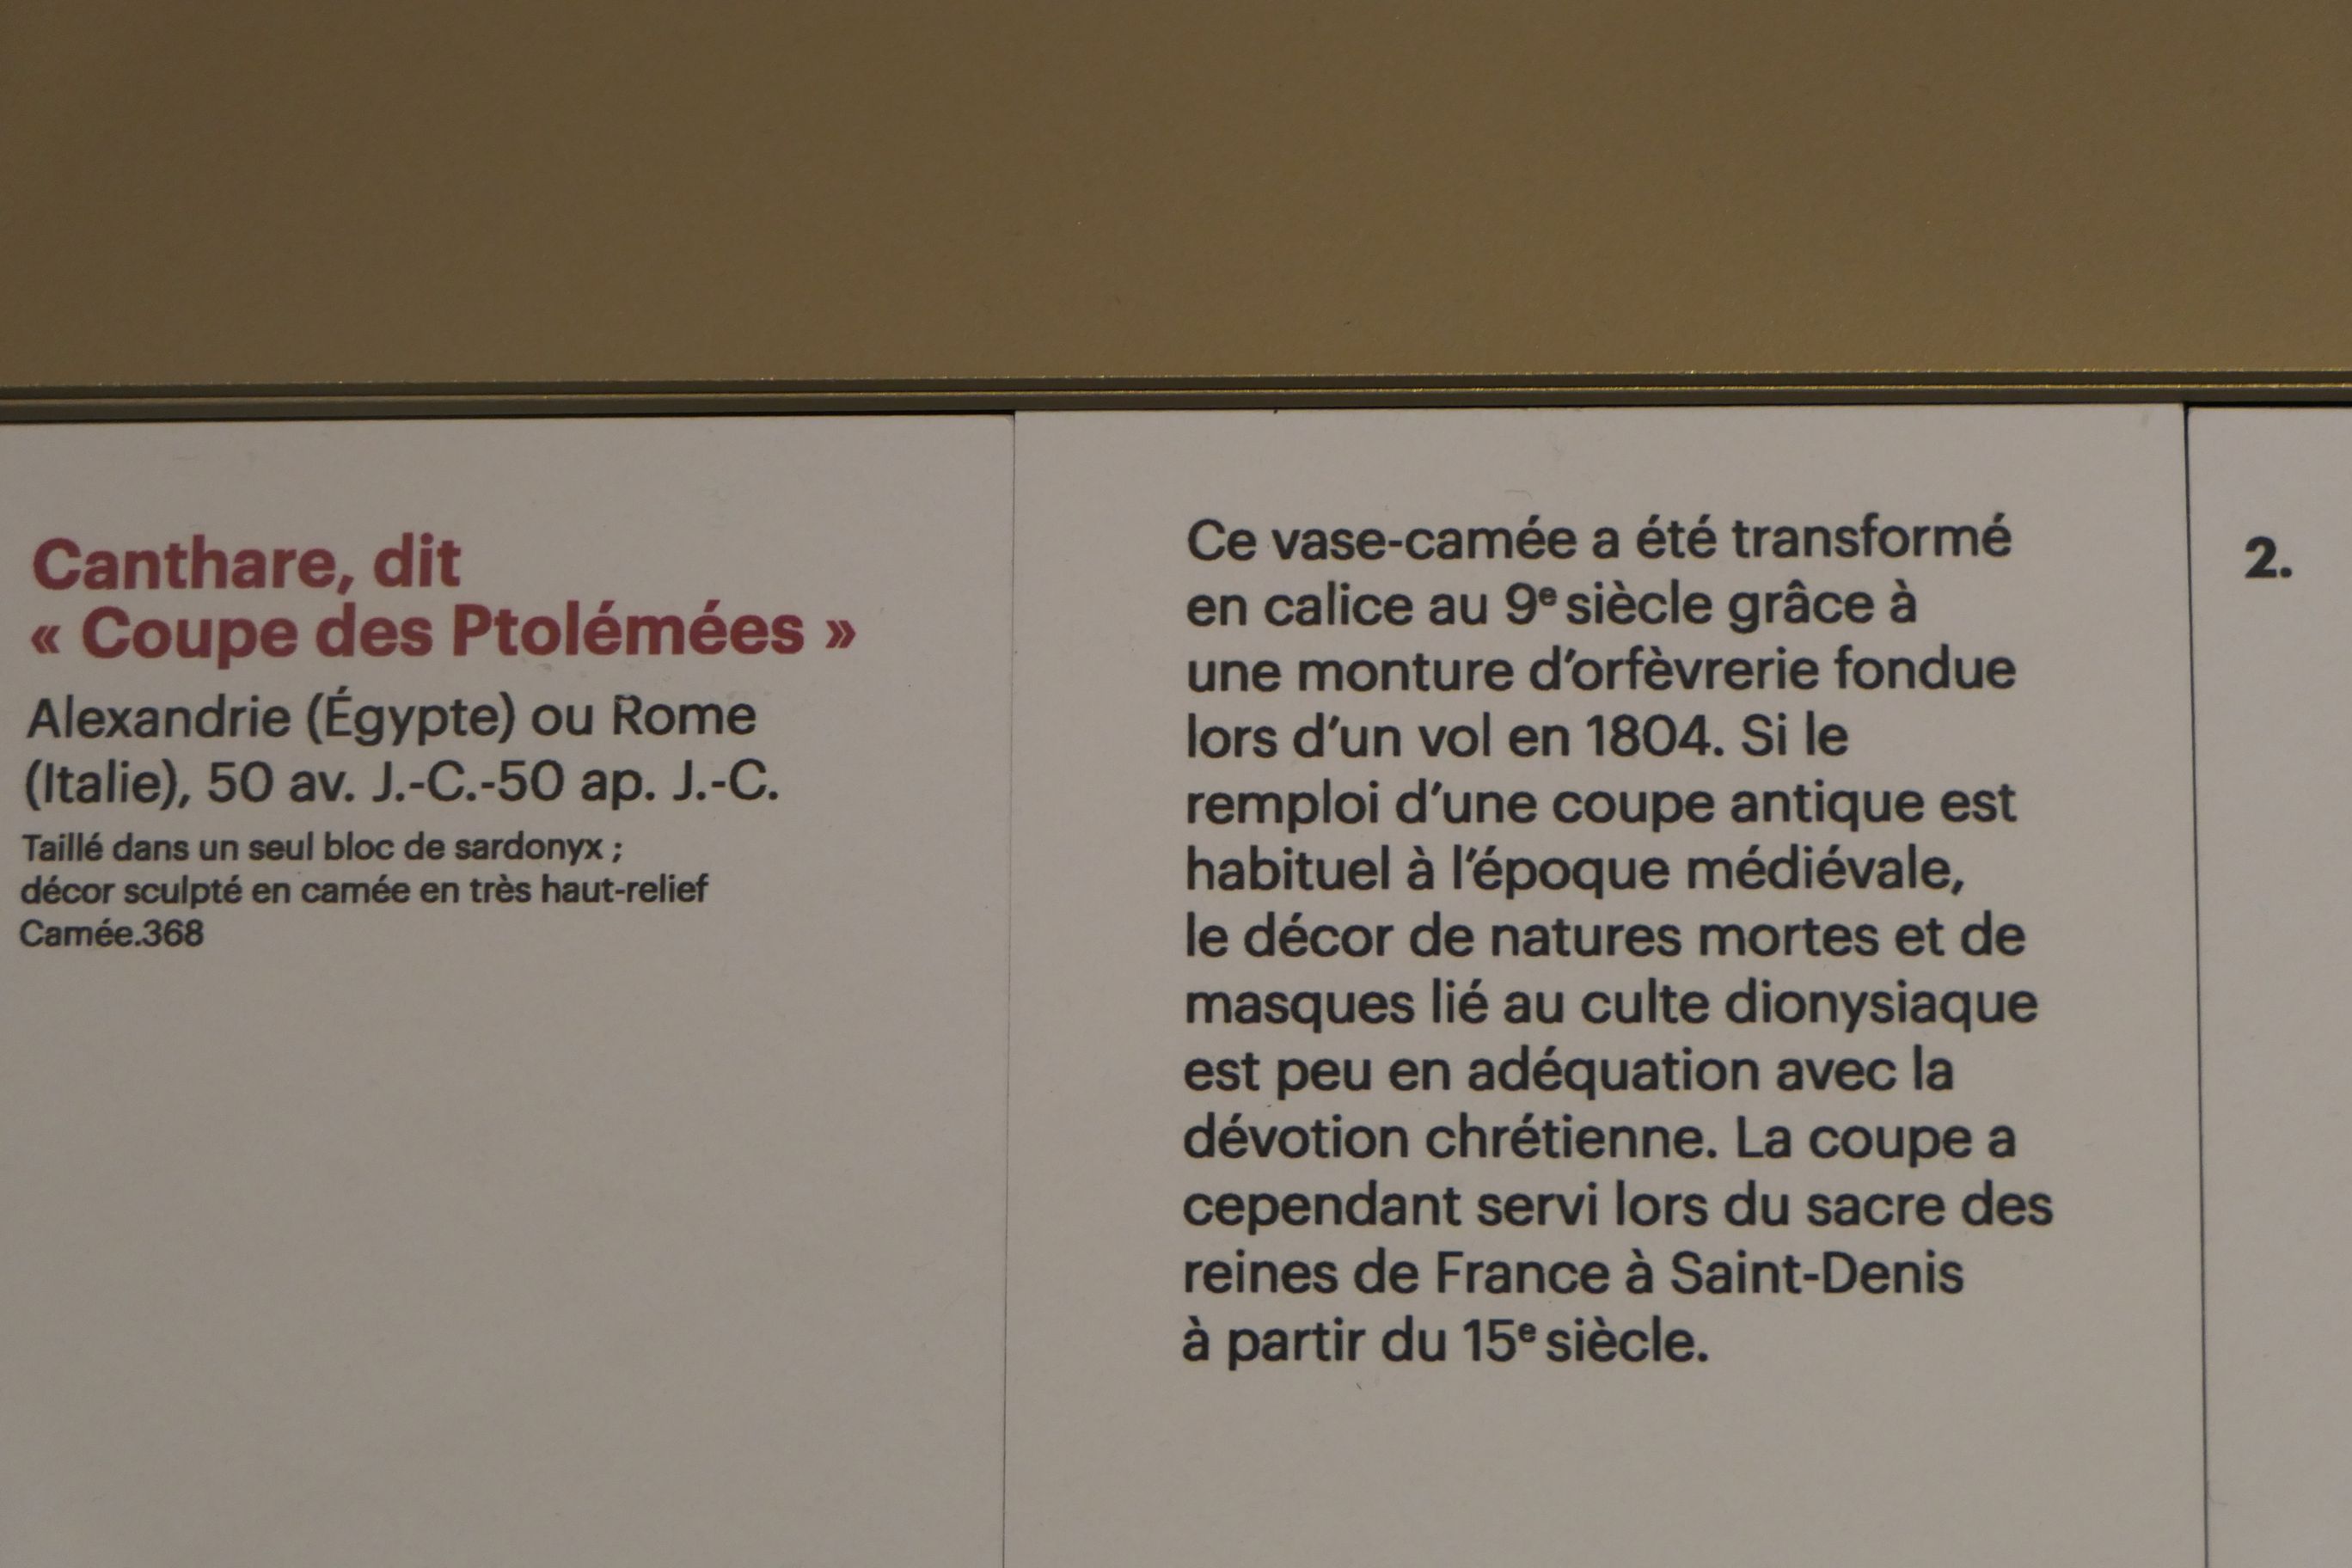 Canthare, dit
« Coupe des Ptolémées »
Alexandrie (Égypte) ou Rome
(Italie), 50 av. J.-C.-50 ap. J.-C.
Taillé dans un seul bloc de sardonyx ;
décor sculpté en camée en très haut-relief
Camée.368
Ce vase-camée a été transformé
en calice au 9e siècle grâce à
une monture d’orfèvrerie fondue
lors d’un vol en 1804. Si le
remploi d’une coupe antique est
habituel à l’époque médiévale,
le décor de natures mortes et de
masques lié au culte dionysiaque
est peu en adéquation avec la
dévotion chrétienne. La coupe a
cependant servi lors du sacre des
reines de France à Saint-Denis
à partir du 15e siècle.
2.